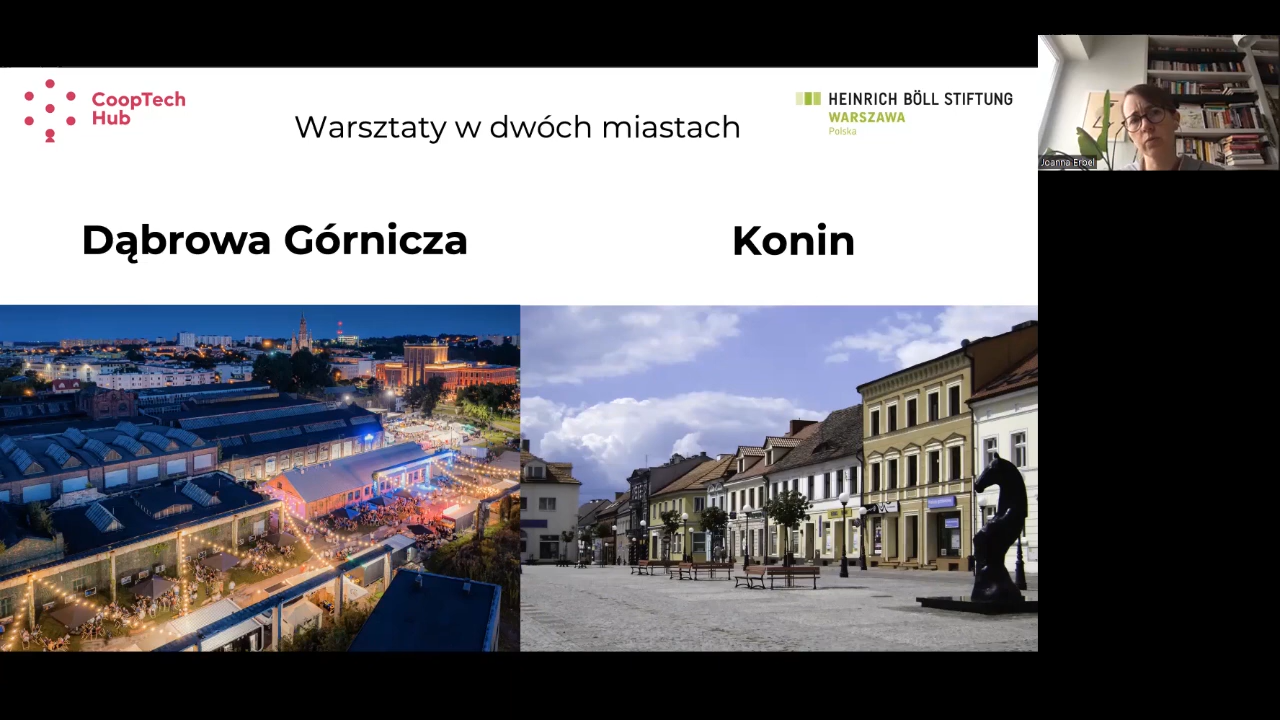 CoopTech
Hub
Warsztaty w dwóch miastach
HEINRICH BÖLL STIFTUNG
WARSZAWA
Polska
Dąbrowa Górnicza
Konin
Joanna Erbel